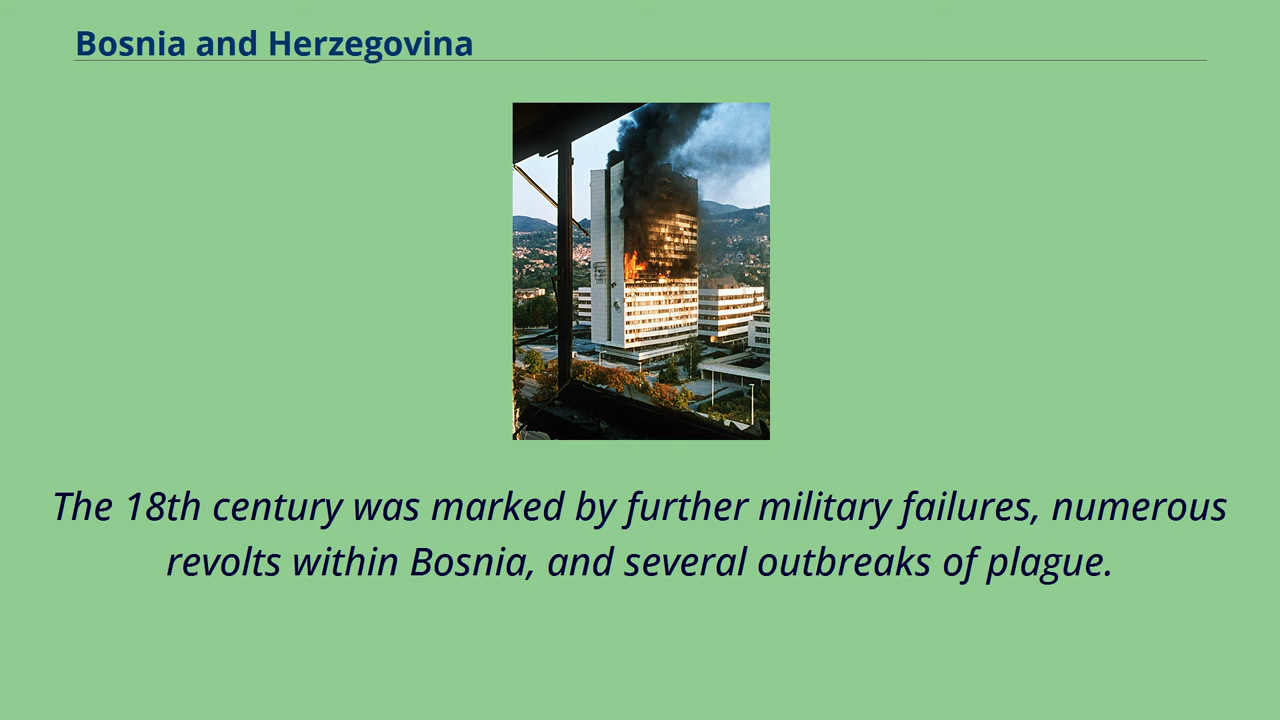 Bosnia and Herzegovina
The 18th century was marked by further military failures, numerous
revolts within Bosnia, and several outbreaks of plague.